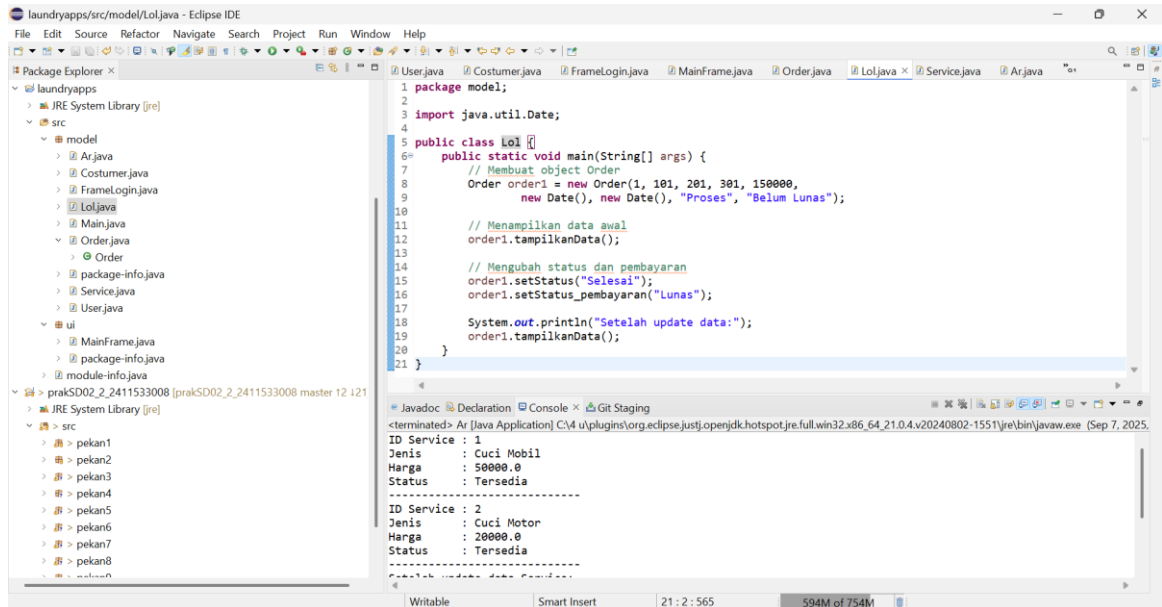 laundryapps/src/model/Lol.java - Eclipse IDE
File Edit Source Refactor Navigate Search Project Run Window Help
Package Explorer ×
laundryapps
JRE System Library [jre]
src
model
Ar.java
Costumer.java
FrameLogin.java
Lol.java
Main.java
Order.java
Order
package-info.java
Service.java
User.java
ui
MainFrame.java
package-info.java
module-info.java
> prakSD02_2_2411533008 [prakSD02_2_2411533008 master ↑2 ↓21
JRE System Library [jre]
> src
> pekan1
> pekan2
> pekan3
> pekan4
> pekan5
> pekan6
> pekan7
> pekan8
User.java Costumer.java FrameLogin.java MainFrame.java Order.java Lol.java × Service.java Ar.java
1 package model;
2
3 import java.util.Date;
4
5 public class Lol {
6 public static void main(String[] args) {
7 // Membuat object Order
8 Order order1 = new Order(1, 101, 201, 301, 150000,
9 new Date(), new Date(), "Proses", "Belum Lunas");
10
11 // Menampilkan data awal
12 order1.tampilkanData();
13
14 // Mengubah status dan pembayaran
15 order1.setStatus("Selesai");
16 order1.setStatus_pembayaran("Lunas");
17
18 System.out.println("Setelah update data:");
19 order1.tampilkanData();
20 }
21 }
Javadoc Declaration Console × Git Staging
<terminated> Ar [Java Application] C:\4 u\plugins\org.eclipse.justj.openjdk.hotspot.jre.full.win32.x86_64_21.0.4.v20240802-1551\jre\bin\javaw.exe (Sep 7, 2025,
ID Service : 1
Jenis : Cuci Mobil
Harga : 50000.0
Status : Tersedia
-----------------------------
ID Service : 2
Jenis : Cuci Motor
Harga : 20000.0
Status : Tersedia
-----------------------------
Writable Smart Insert 21 : 2 : 565 594M of 754M